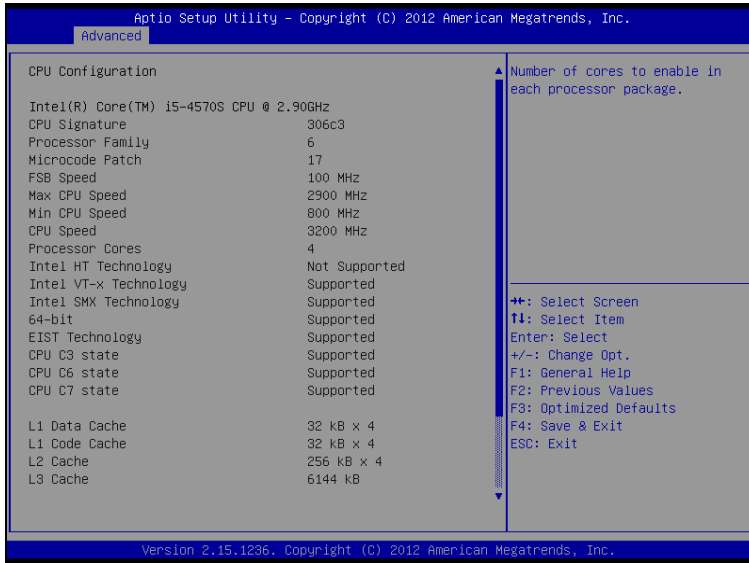 Aptio Setup Utility – Copyright (C) 2012 American Megatrends, Inc.
Advanced
CPU Configuration
Intel(R) Core(TM) i5-4570S CPU @ 2.90GHz
CPU Signature 306c3
Processor Family 6
Microcode Patch 17
FSB Speed 100 MHz
Max CPU Speed 2900 MHz
Min CPU Speed 800 MHz
CPU Speed 3200 MHz
Processor Cores 4
Intel HT Technology Not Supported
Intel VT-x Technology Supported
Intel SMX Technology Supported
64-bit Supported
EIST Technology Supported
CPU C3 state Supported
CPU C6 state Supported
CPU C7 state Supported
L1 Data Cache 32 kB x 4
L1 Code Cache 32 kB x 4
L2 Cache 256 kB x 4
L3 Cache 6144 kB
Number of cores to enable in
each processor package.
→←: Select Screen
↑↓: Select Item
Enter: Select
+/-: Change Opt.
F1: General Help
F2: Previous Values
F3: Optimized Defaults
F4: Save & Exit
ESC: Exit
Version 2.15.1236. Copyright (C) 2012 American Megatrends, Inc.